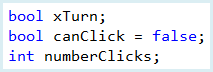 bool xTurn;
bool canClick = false;
int numberClicks;